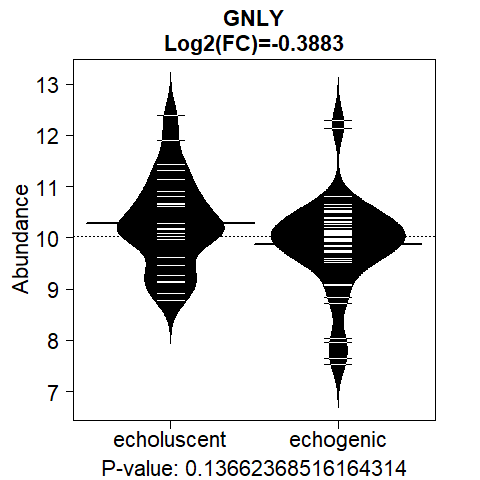 GNLY
Log2(FC)=-0.3883
Abundance
13
12
11
10
9
8
7
echoluscent echogenic
P-value: 0.13662368516164314